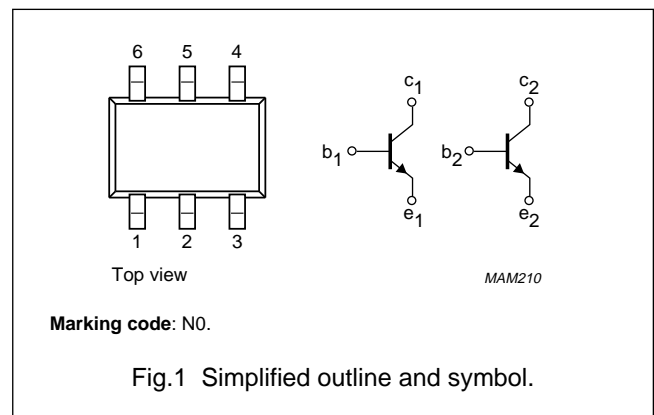 6 5 4
1 2 3
Top view
c1 c2
b1 b2
e1 e2
MAM210
Marking code: N0.
Fig.1 Simplified outline and symbol.